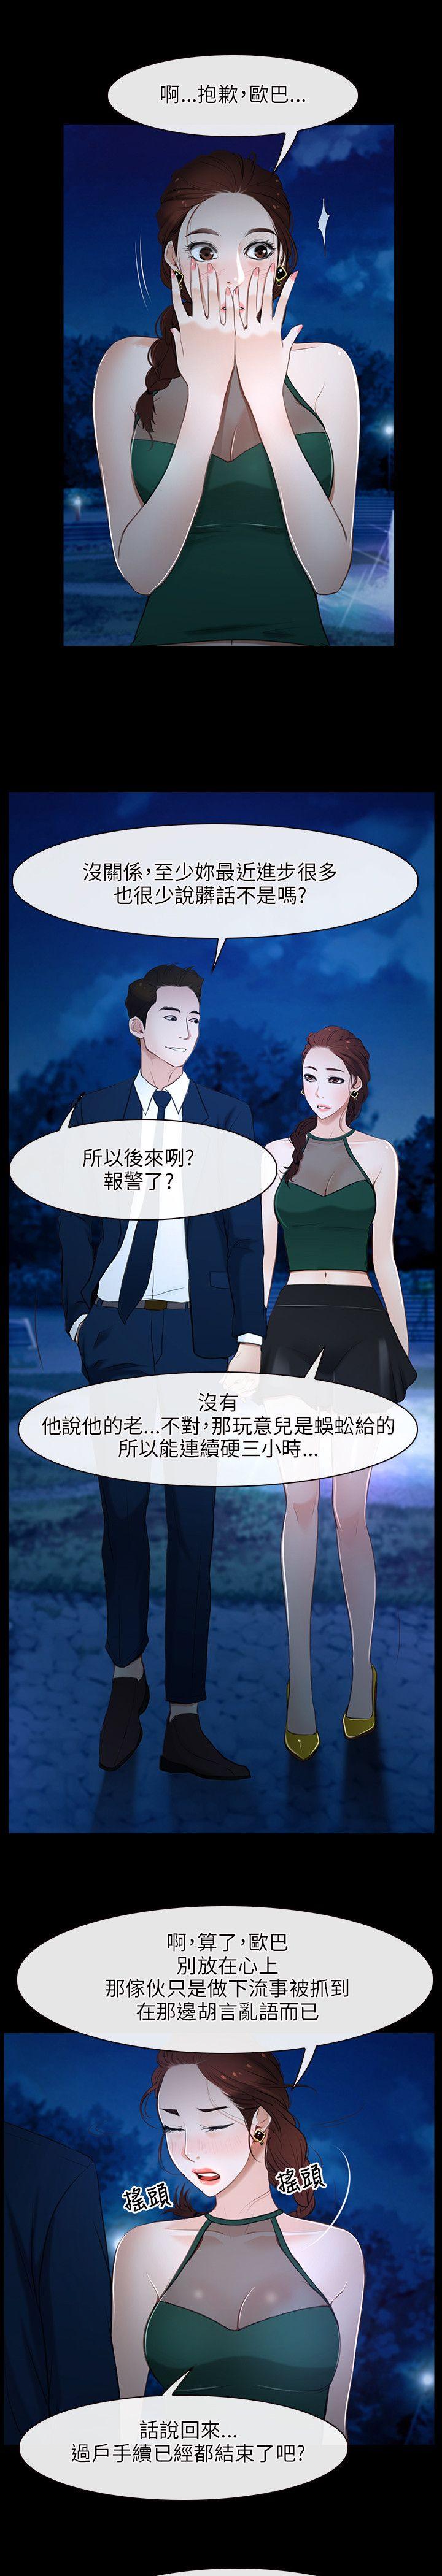 啊...抱歉,歐巴...
沒關係,至少妳最近進步很多
也很少說髒話不是嗎?
所以後來咧?
報警了?
沒有
他說他的老...不對,那玩意兒是蜈蚣給的
所以能連續硬三小時...
啊,算了,歐巴
別放在心上
那傢伙只是做下流事被抓到
在那邊胡言亂語而已
搖頭
搖頭
話說回來...
過戶手續已經都結束了吧?